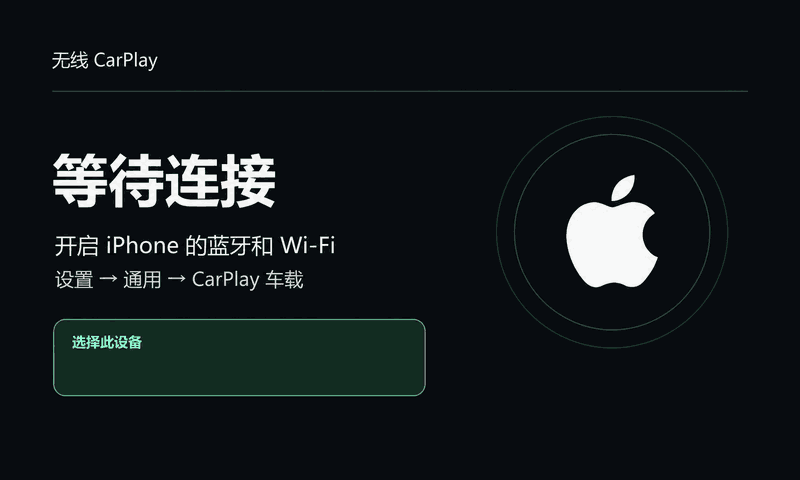 无线 CarPlay
等待连接
开启 iPhone 的蓝牙和 Wi-Fi
设置 → 通用 → CarPlay 车载
选择此设备